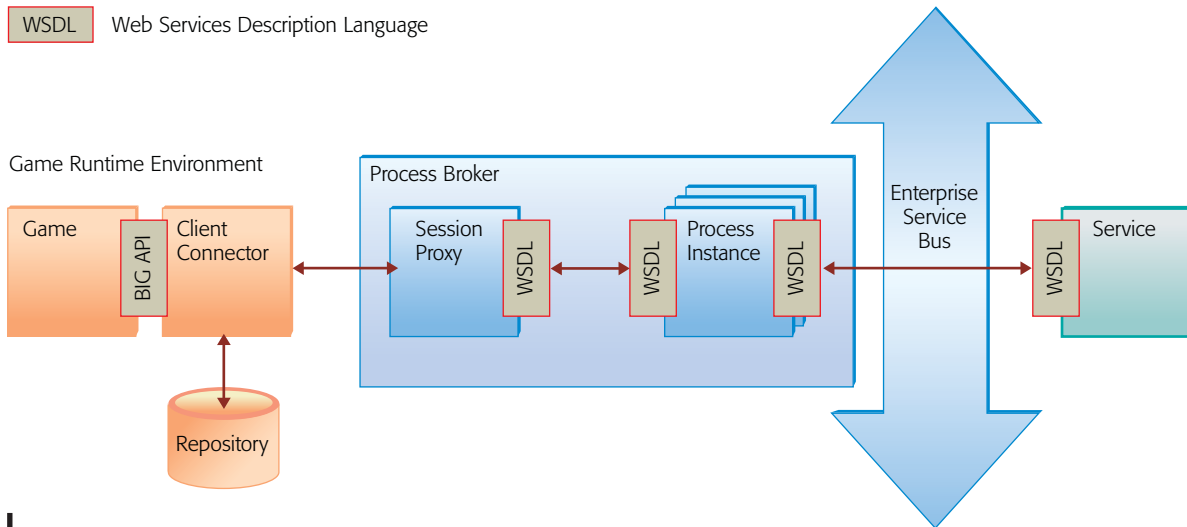 WSDL Web Services Description Language
Game Runtime Environment
Game
BIG API
Client
Connector
Repository
Process Broker
Session
Proxy
WSDL
WSDL
Process
Instance
WSDL
Enterprise
Service
Bus
WSDL
Service